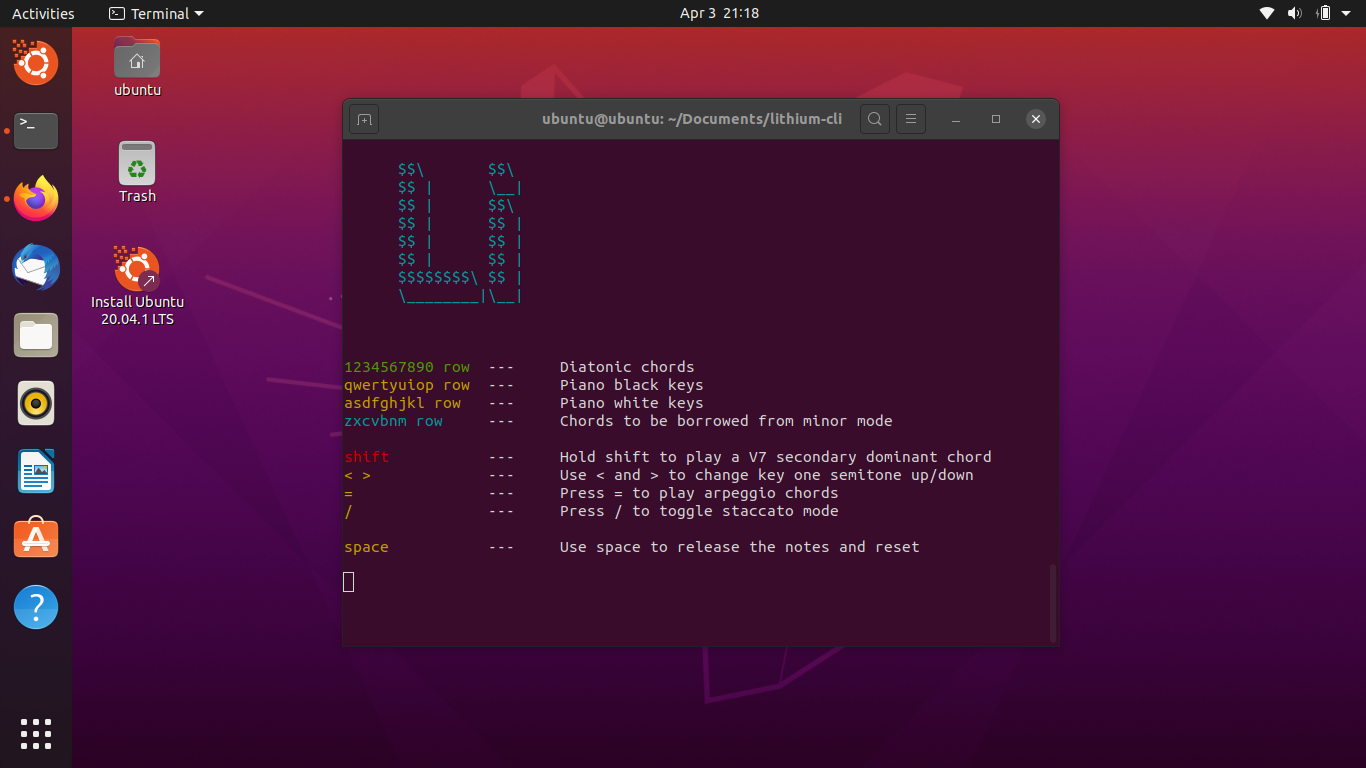 Activities
Terminal
Apr 3 21:18
ubuntu
Trash
Install Ubuntu
20.04.1 LTS
ubuntu@ubuntu: ~/Documents/lithium-cli
$$\       $$\
$$ |      \__|
$$ |      $$\
$$ |      $$ |
$$ |      $$ |
$$ |      $$ |
$$$$$$$$\ $$ |
\________|\__|
1234567890 row  ---     Diatonic chords
qwertyuiop row  ---     Piano black keys
asdfghjkl row   ---     Piano white keys
zxcvbnm row     ---     Chords to be borrowed from minor mode
shift           ---     Hold shift to play a V7 secondary dominant chord
< >             ---     Use < and > to change key one semitone up/down
=               ---     Press = to play arpeggio chords
/               ---     Press / to toggle staccato mode
space           ---     Use space to release the notes and reset